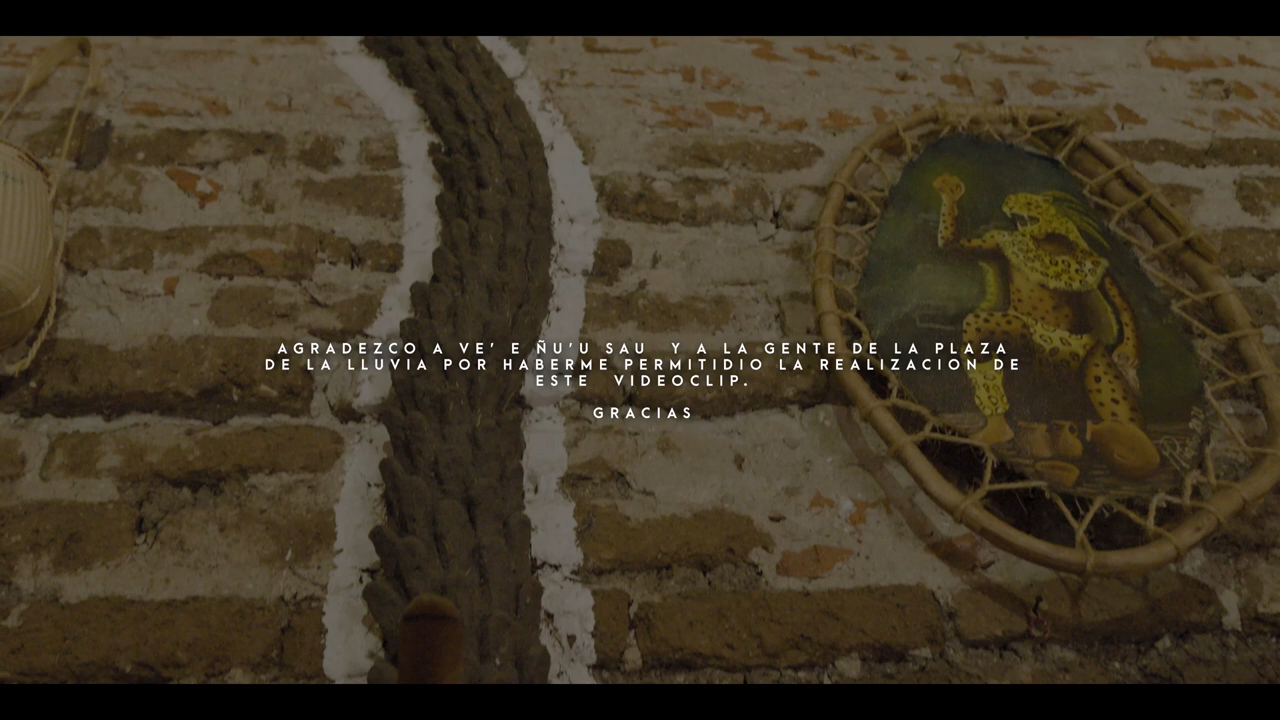 AGRADEZCO A VE' E ÑU'U SAU Y A LA GENTE DE LA PLAZA
DE LA LLUVIA POR HABERME PERMITIDIO LA REALIZACION DE
ESTE VIDEOCLIP.
GRACIAS